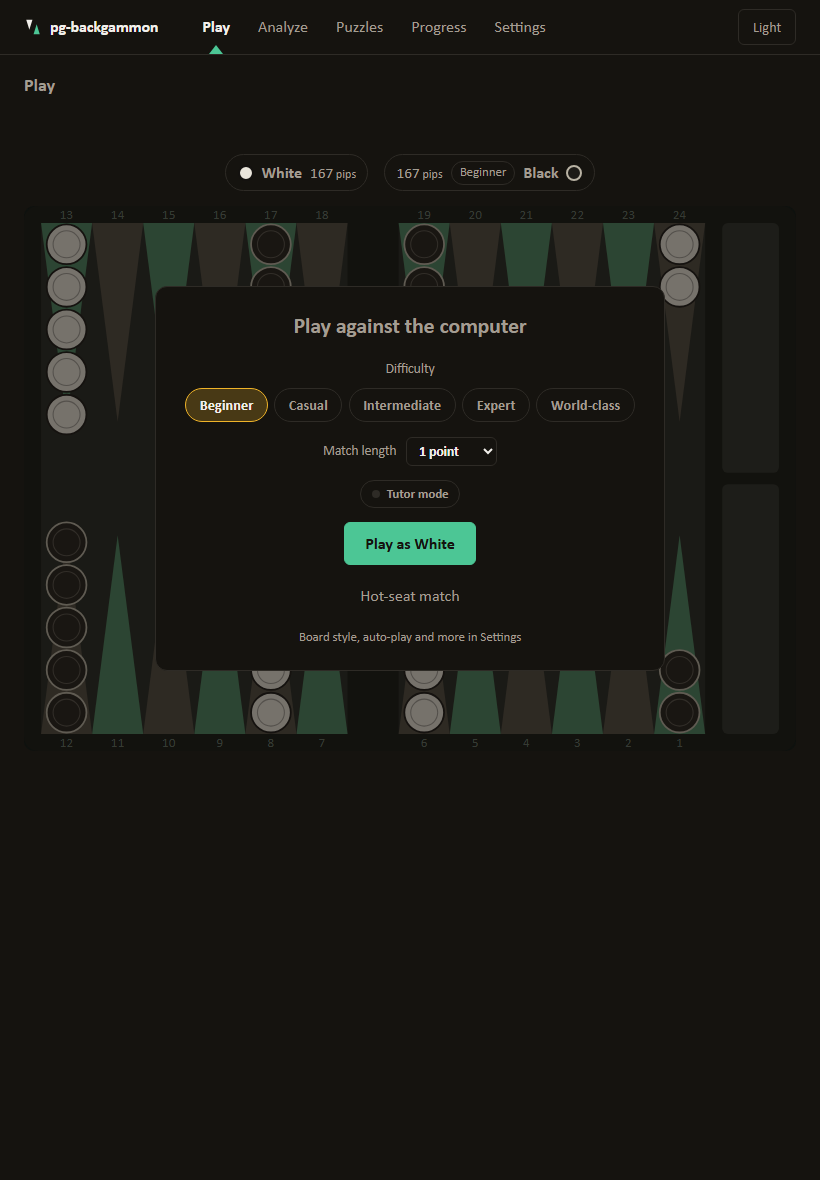 pg-backgammon Play Analyze Puzzles Progress Settings Light
Play
White 167 pips 167 pips Beginner Black
13 14 15 16 17 18 19 20 21 22 23 24
Play against the computer
Difficulty
Beginner Casual Intermediate Expert World-class
Match length 1 point
Tutor mode
Play as White
Hot-seat match
Board style, auto-play and more in Settings
12 11 10 9 8 7 6 5 4 3 2 1